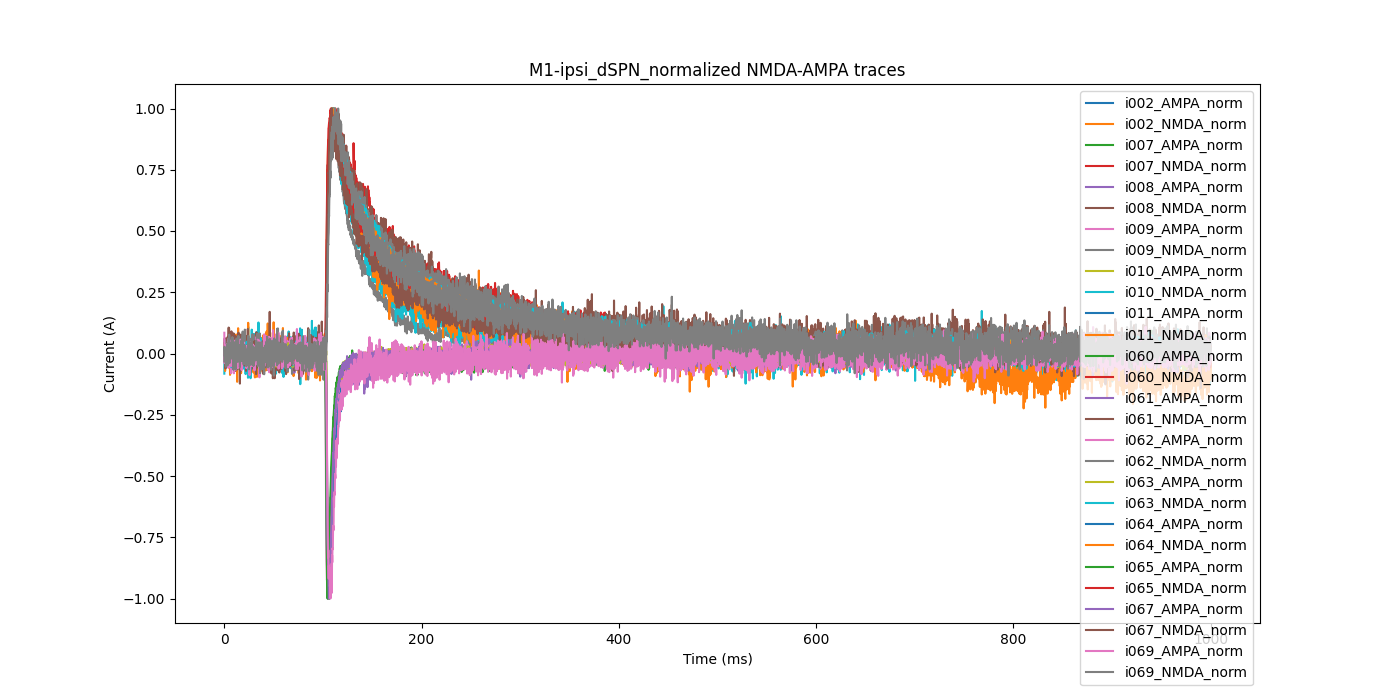 M1-ipsi_dSPN_normalized NMDA-AMPA traces
1.00
0.75
0.50
0.25
0.00
−0.25
−0.50
−0.75
−1.00
Current (A)
0
200
400
600
800
1000
Time (ms)
i002_AMPA_norm
i002_NMDA_norm
i007_AMPA_norm
i007_NMDA_norm
i008_AMPA_norm
i008_NMDA_norm
i009_AMPA_norm
i009_NMDA_norm
i010_AMPA_norm
i010_NMDA_norm
i011_AMPA_norm
i011_NMDA_norm
i060_AMPA_norm
i060_NMDA_norm
i061_AMPA_norm
i061_NMDA_norm
i062_AMPA_norm
i062_NMDA_norm
i063_AMPA_norm
i063_NMDA_norm
i064_AMPA_norm
i064_NMDA_norm
i065_AMPA_norm
i065_NMDA_norm
i067_AMPA_norm
i067_NMDA_norm
i069_AMPA_norm
i069_NMDA_norm